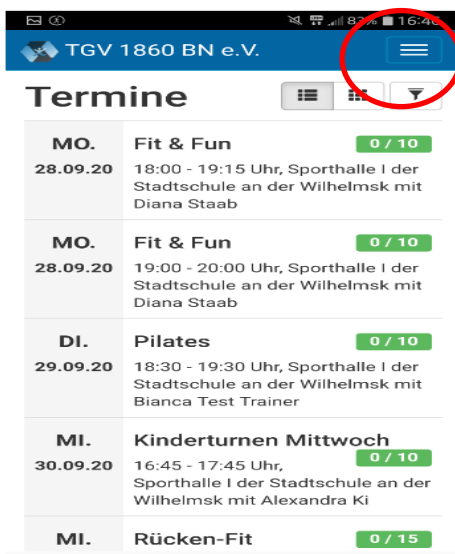 83% 16:46
TGV 1860 BN e.V.
Termine
MO.
28.09.20
Fit & Fun
0 / 10
18:00 - 19:15 Uhr, Sporthalle I der
Stadtschule an der Wilhelmsk mit
Diana Staab
MO.
28.09.20
Fit & Fun
0 / 10
19:00 - 20:00 Uhr, Sporthalle I der
Stadtschule an der Wilhelmsk mit
Diana Staab
DI.
29.09.20
Pilates
0 / 10
18:30 - 19:30 Uhr, Sporthalle I der
Stadtschule an der Wilhelmsk mit
Bianca Test Trainer
MI.
30.09.20
Kinderturnen Mittwoch
0 / 10
16:45 - 17:45 Uhr,
Sporthalle I der Stadtschule an der
Wilhelmsk mit Alexandra Ki
MI.
Rücken-Fit
0 / 15